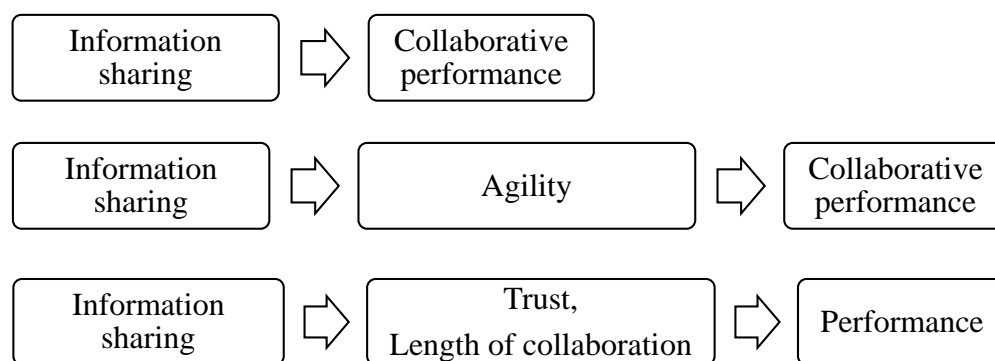 Information
sharing
Collaborative
performance
Information
sharing
Agility
Collaborative
performance
Information
sharing
Trust,
Length of collaboration
Performance